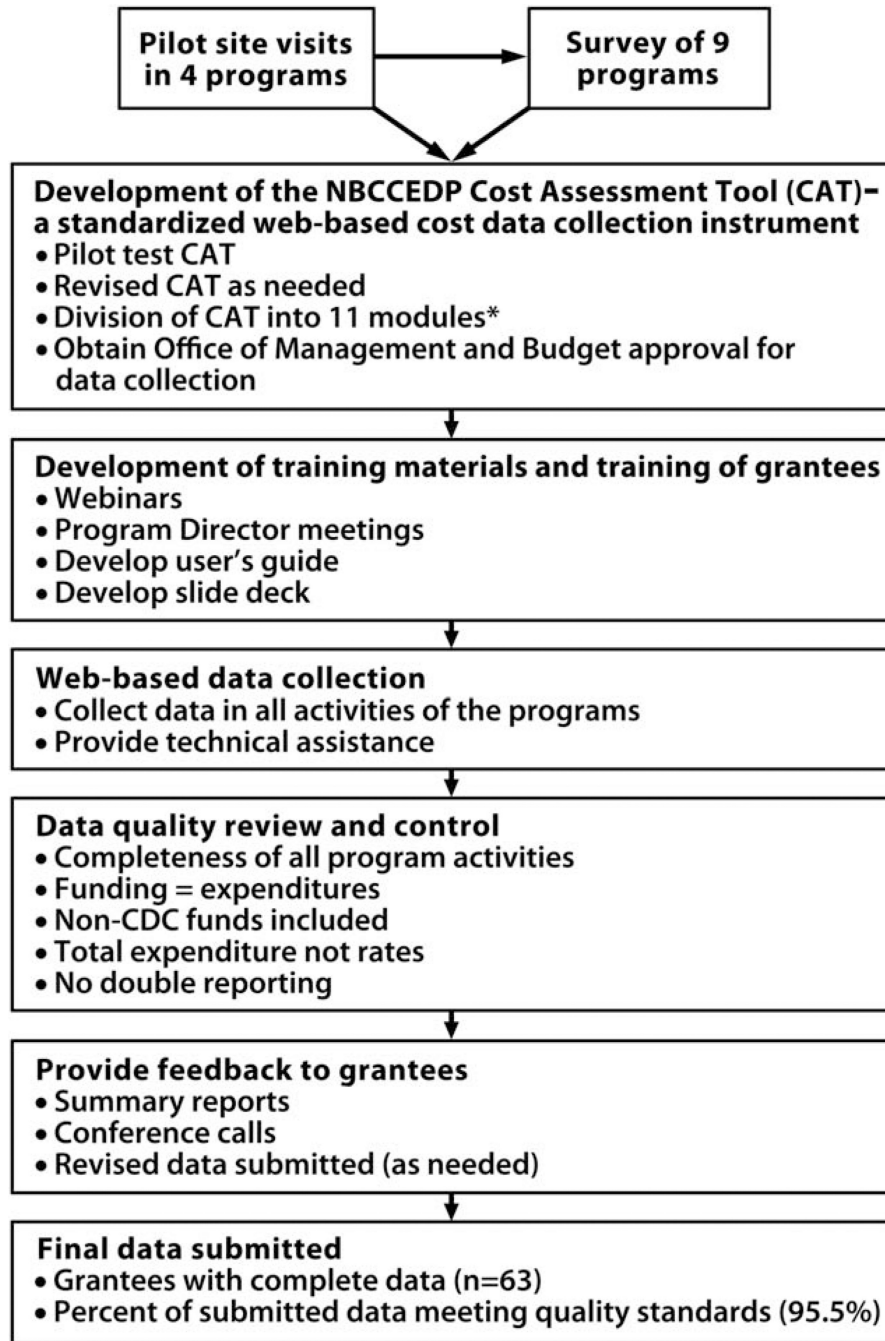 Pilot site visits
in 4 programs
Survey of 9
programs
Development of the NBCCEDP Cost Assessment Tool (CAT)–
a standardized web-based cost data collection instrument
• Pilot test CAT
• Revised CAT as needed
• Division of CAT into 11 modules*
• Obtain Office of Management and Budget approval for
data collection
Development of training materials and training of grantees
• Webinars
• Program Director meetings
• Develop user’s guide
• Develop slide deck
Web-based data collection
• Collect data in all activities of the programs
• Provide technical assistance
Data quality review and control
• Completeness of all program activities
• Funding = expenditures
• Non-CDC funds included
• Total expenditure not rates
• No double reporting
Provide feedback to grantees
• Summary reports
• Conference calls
• Revised data submitted (as needed)
Final data submitted
• Grantees with complete data (n=63)
• Percent of submitted data meeting quality standards (95.5%)